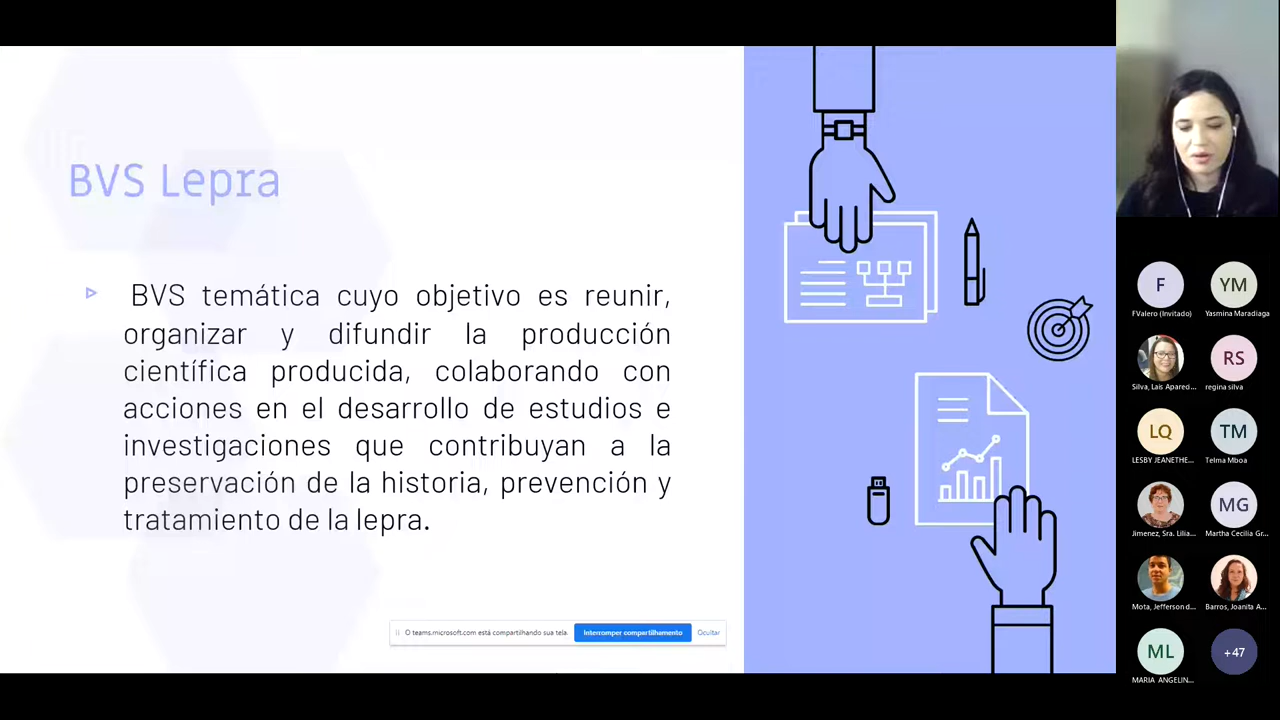 BVS Lepra
BVS temática cuyo objetivo es reunir,
organizar y difundir la producción
científica producida, colaborando con
acciones en el desarrollo de estudios e
investigaciones que contribuyan a la
preservación de la historia, prevención y
tratamiento de la lepra.
O teams.microsoft.com está compartilhando sua tela.
Interromper compartilhamento
Ocultar
F
YM
FValero (Invitado)
Yasmina Maradiaga
RS
Silva, Lais Apared...
regina silva
LQ
TM
LESBY JEANETHE...
Telma Mboa
MG
Jimenez, Sra. Lilia...
Martha Cecilia Gr...
Mota, Jefferson d...
Barros, Joanita A...
ML
+47
MARIA ANGELIN...